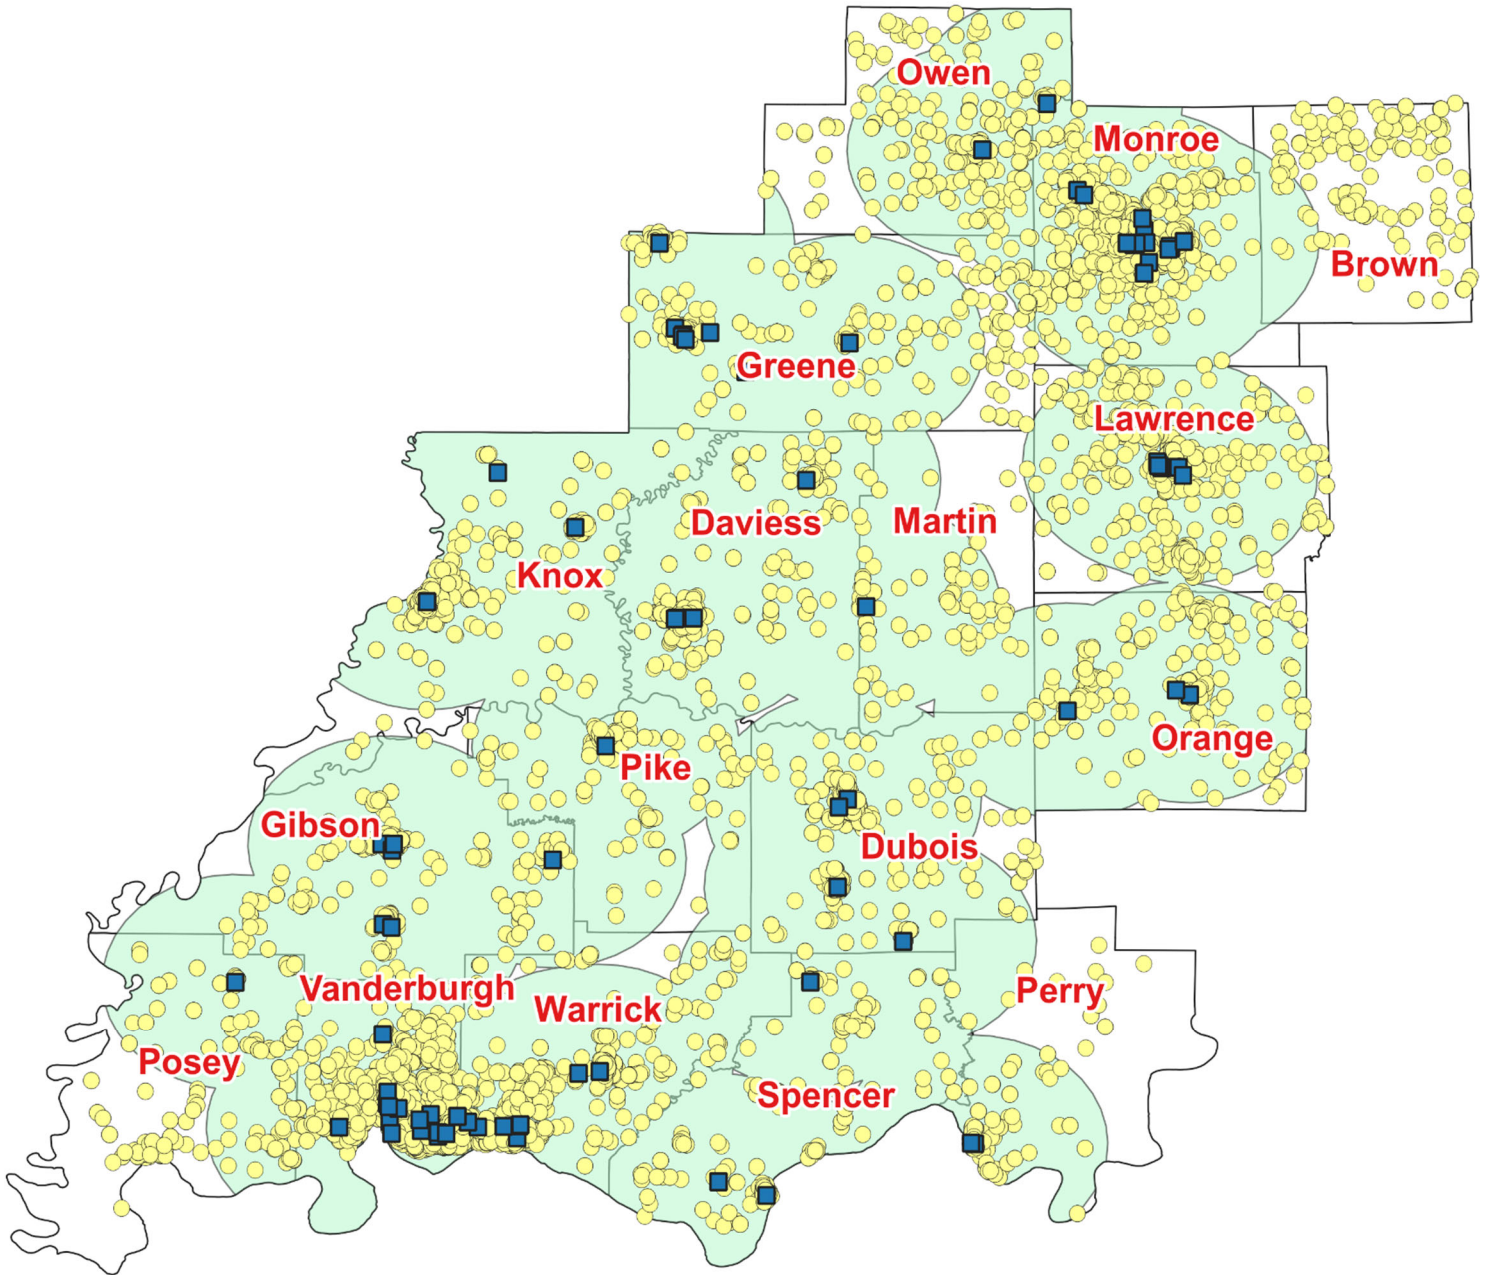 Owen
Monroe
Brown
Greene
Lawrence
Daviess
Martin
Knox
Orange
Pike
Gibson
Dubois
Vanderburgh
Warrick
Perry
Posey
Spencer